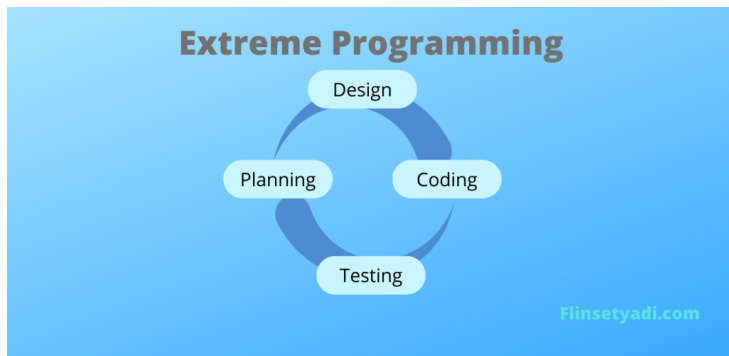 Extreme Programming
Design
Planning
Coding
Testing
Flinsetyadi.com